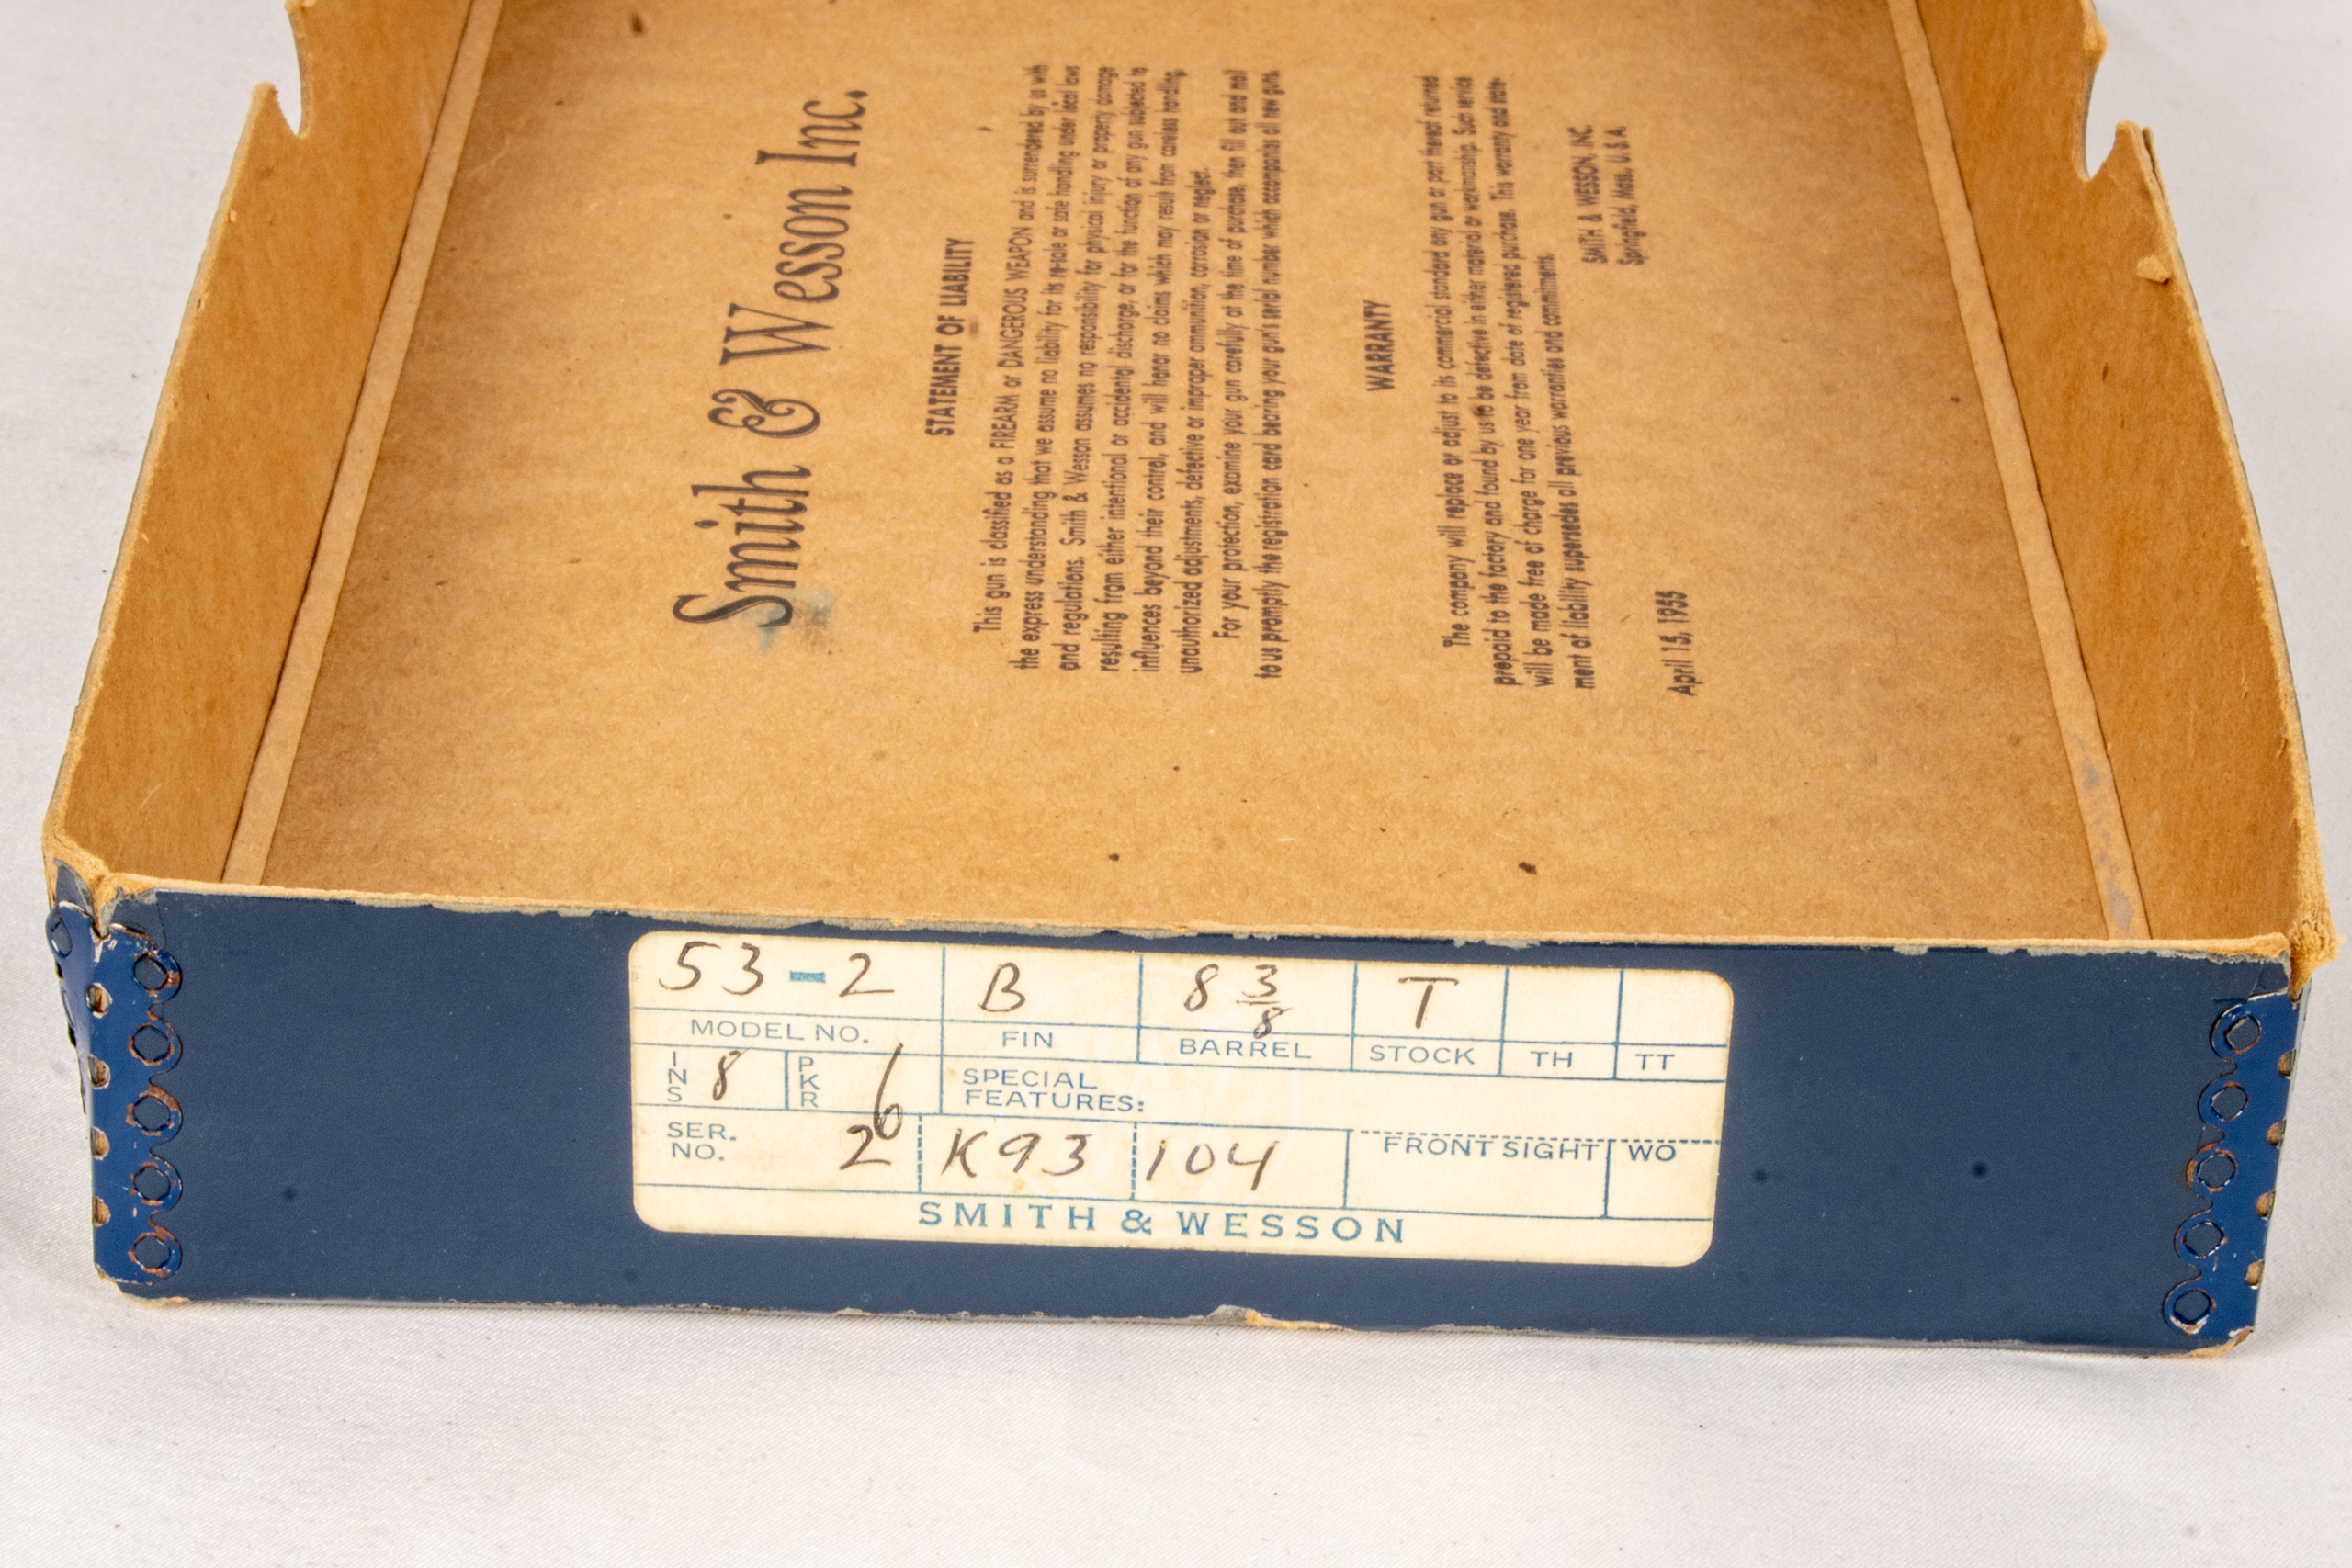 Smith & Wesson Inc.
STATEMENT OF LIABILITY
This gun is classified as a FIREARM or DANGEROUS WEAPON and is surrendered by us with
the express understanding that we assume no liability for its re-sale or safe handling under local laws
and regulations. Smith & Wesson assumes no responsibility for physical injury or property damage
resulting from either intentional or accidental discharge, or for the function of any gun subjected to
influences beyond their control, and will honor no claims which may result from careless handling,
unauthorized adjustments, defective or improper ammunition, corrosion or neglect.
For your protection, examine your gun carefully at the time of purchase, then fill out and mail
to us promptly the registration card bearing your gun's serial number which accompanies all new guns.
WARRANTY
The company will replace or adjust to its commercial standard any gun or part thereof returned
prepaid to the factory and found by us to be defective in either material or workmanship. Such service
will be made free of charge for one year from date of registered purchase. This warranty and state-
ment of liability supersedes all previous warranties and commitments.
SMITH & WESSON INC.
Springfield, Mass., U.S.A.
April 15, 1955
53-2 B 8 3/8 T
MODEL NO. FIN BARREL STOCK TH TT
INS 8 PKR 6 SPECIAL
FEATURES:
SER.
NO. 2 K93 104 FRONT SIGHT WO
SMITH & WESSON